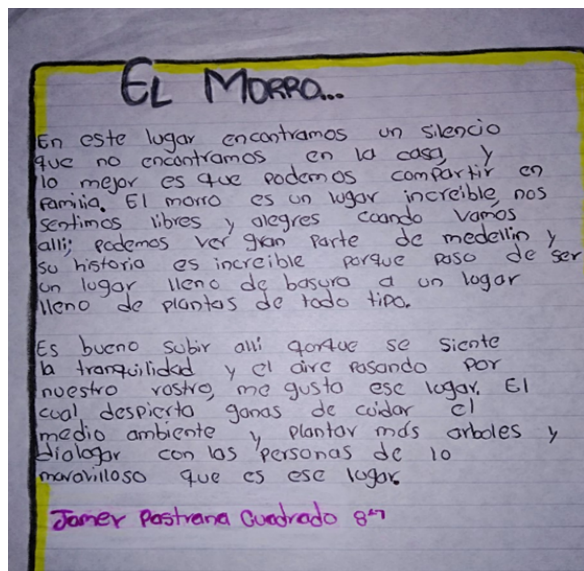 EL MORRO...
En este lugar encontramos un silencio
que no encontramos en la casa, y
lo mejor es que podemos compartir en
familia. El morro es un lugar increible, nos
sentimos libres y alegres cuando vamos
alli; podemos ver gran parte de medellin y
su historia es increible porque paso de ser
un lugar lleno de basura a un lugar
lleno de plantas de todo tipo.
Es bueno subir alli porque se siente
la tranquilidad y el aire pasando por
nuestro rostro, me gusta ese lugar. El
cual despierta ganas de cuidar el
medio ambiente y plantar más arboles y
dialogar con las personas de lo
maravilloso que es ese lugar.
Jamer Pastrana Cuadrado 8°7